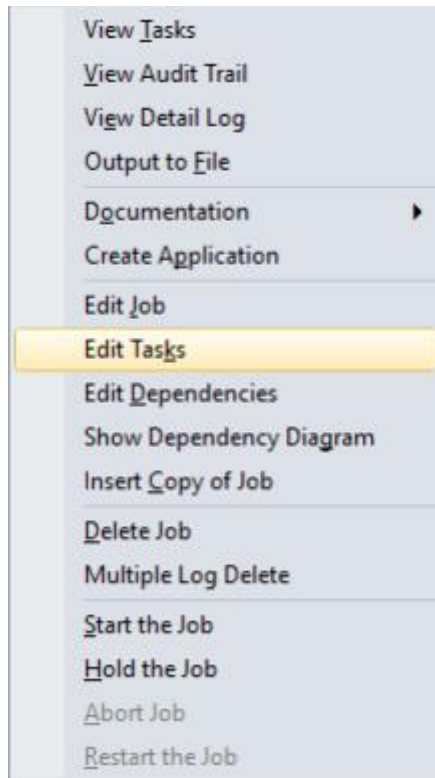 View Tasks
View Audit Trail
View Detail Log
Output to File
Documentation
Create Application
Edit Job
Edit Tasks
Edit Dependencies
Show Dependency Diagram
Insert Copy of Job
Delete Job
Multiple Log Delete
Start the Job
Hold the Job
Abort Job
Restart the Job